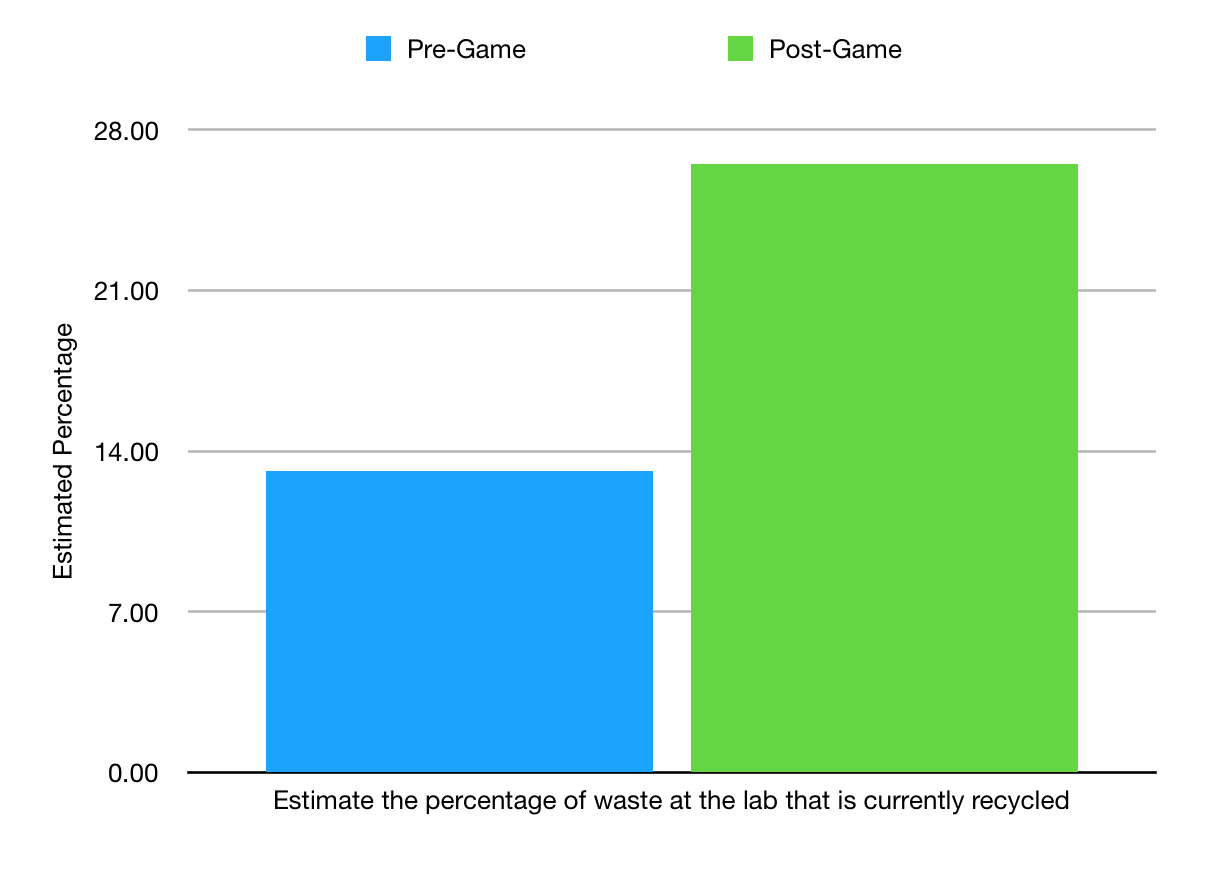 Pre-Game
Post-Game
28.00
21.00
14.00
7.00
0.00
Estimated Percentage
Estimate the percentage of waste at the lab that is currently recycled